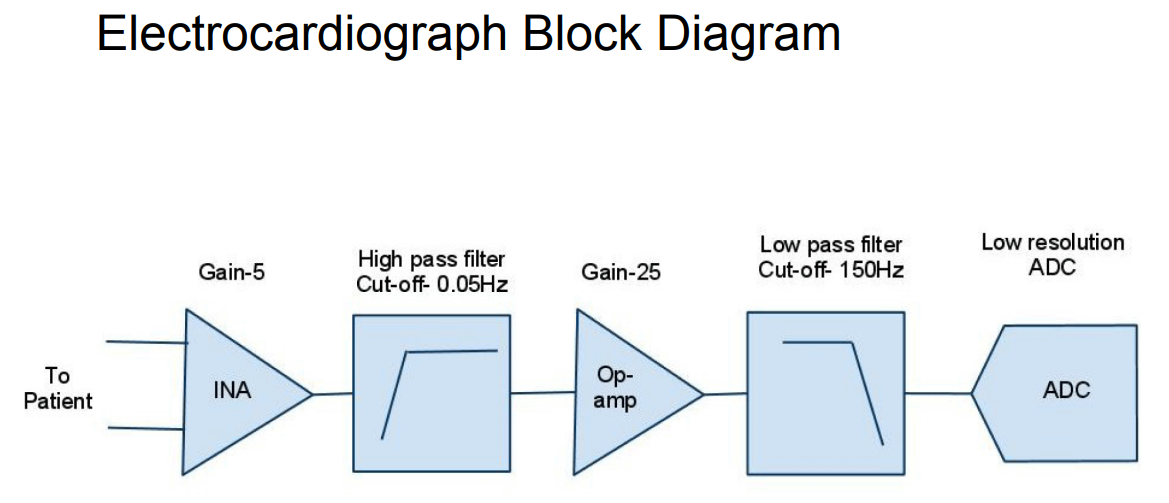 Electrocardiograph Block Diagram
Gain-5
High pass filter
Cut-off- 0.05Hz
Gain-25
Low pass filter
Cut-off- 150Hz
Low resolution
ADC
To
Patient
INA
Op-
amp
ADC